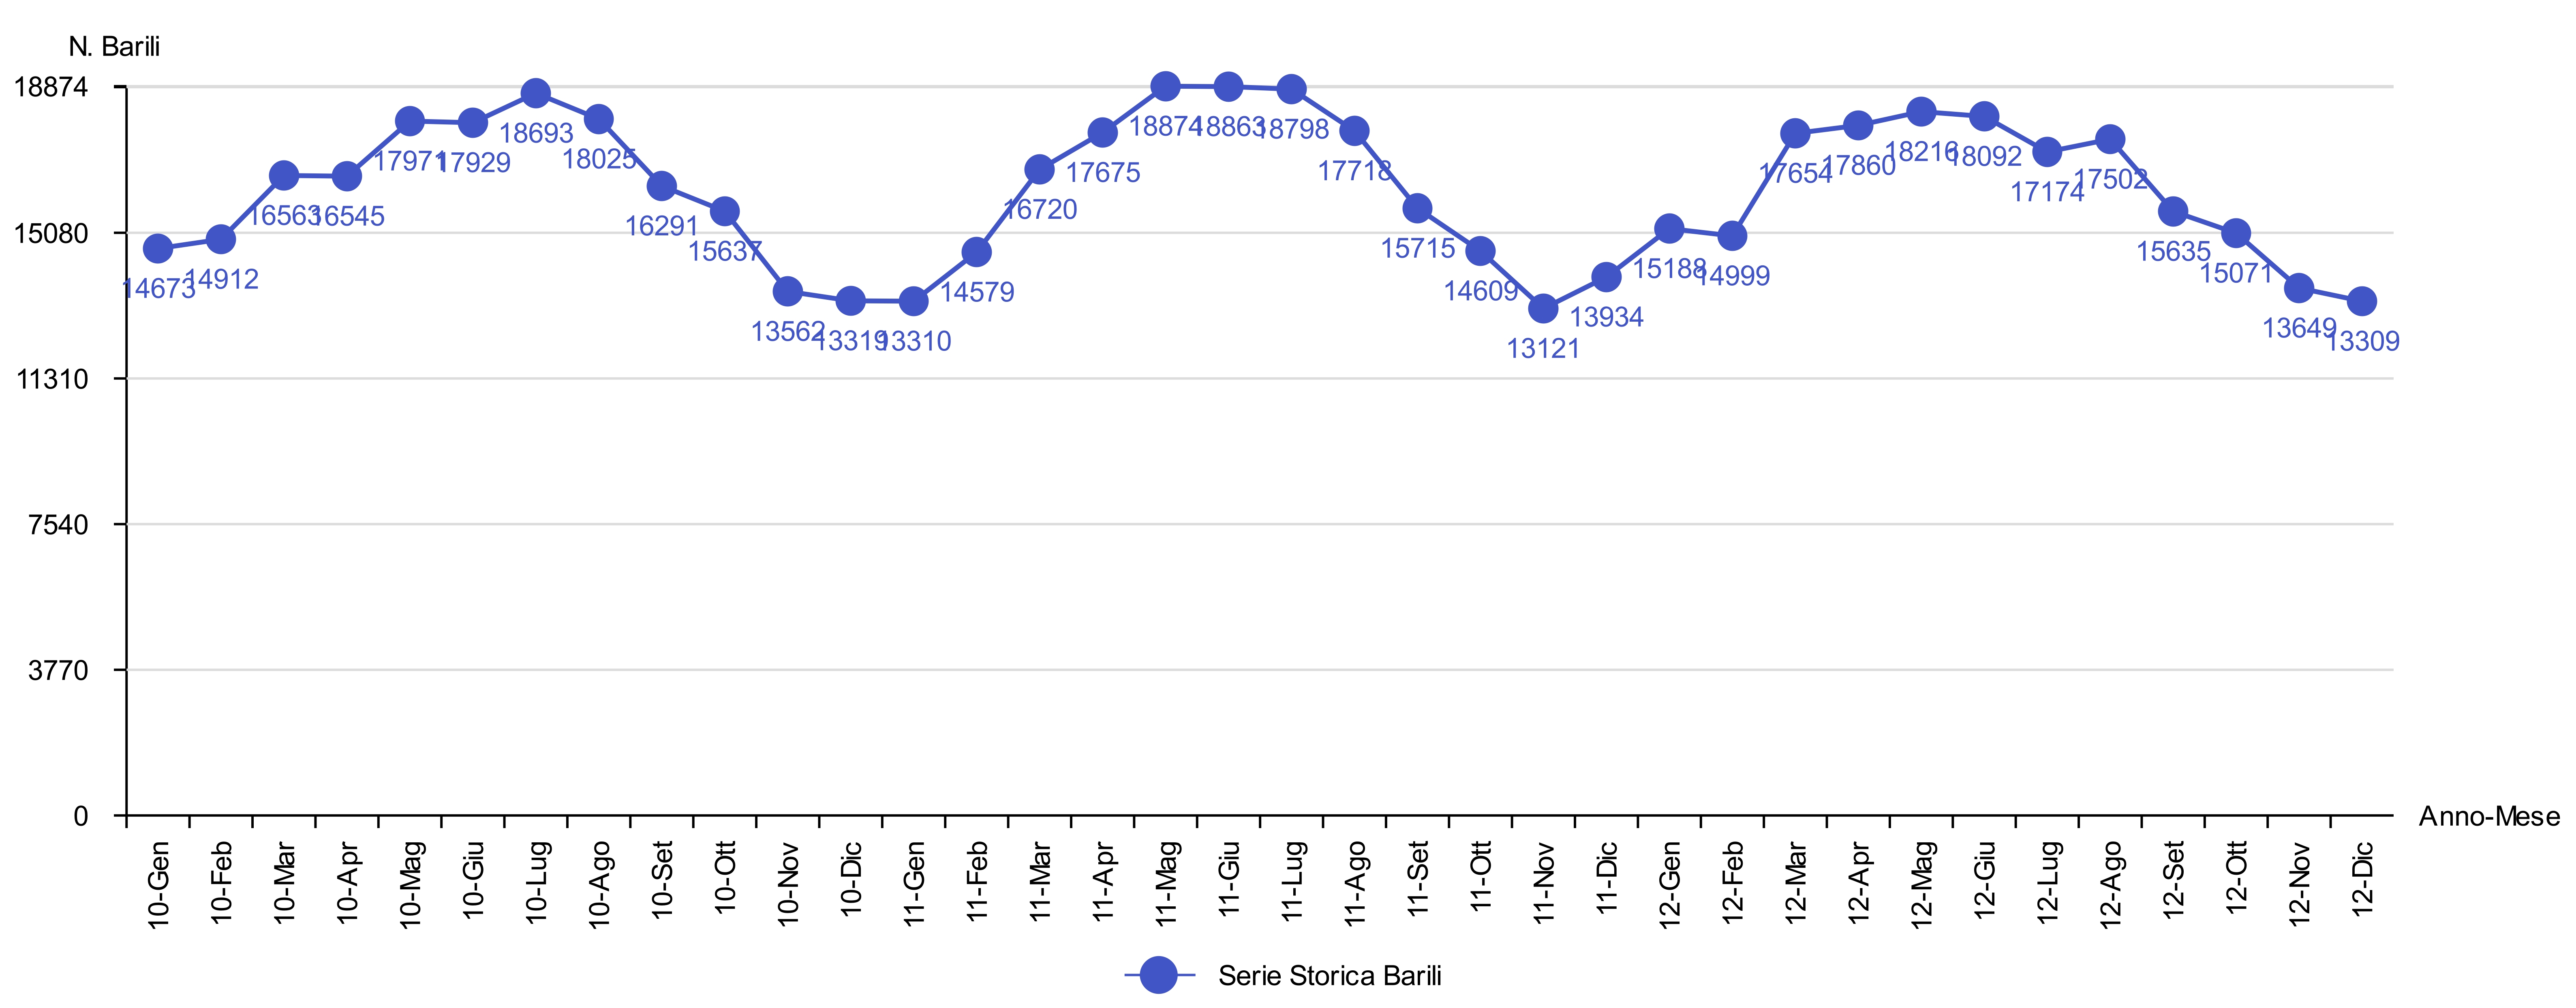 N. Barili
18874
15080
11310
7540
3770
0
14673
14912
16563
16545
17971
17929
18693
18025
16291
15637
13562
13319
13310
14579
16720
17675
18874
18863
18798
17718
15715
14609
13121
13934
15188
14999
17654
17860
18216
18092
17174
17502
15635
15071
13649
13309
Anno-Mese
10-Gen
10-Feb
10-Mar
10-Apr
10-Mag
10-Giu
10-Lug
10-Ago
10-Set
10-Ott
10-Nov
10-Dic
11-Gen
11-Feb
11-Mar
11-Apr
11-Mag
11-Giu
11-Lug
11-Ago
11-Set
11-Ott
11-Nov
11-Dic
12-Gen
12-Feb
12-Mar
12-Apr
12-Mag
12-Giu
12-Lug
12-Ago
12-Set
12-Ott
12-Nov
12-Dic
Serie Storica Barili